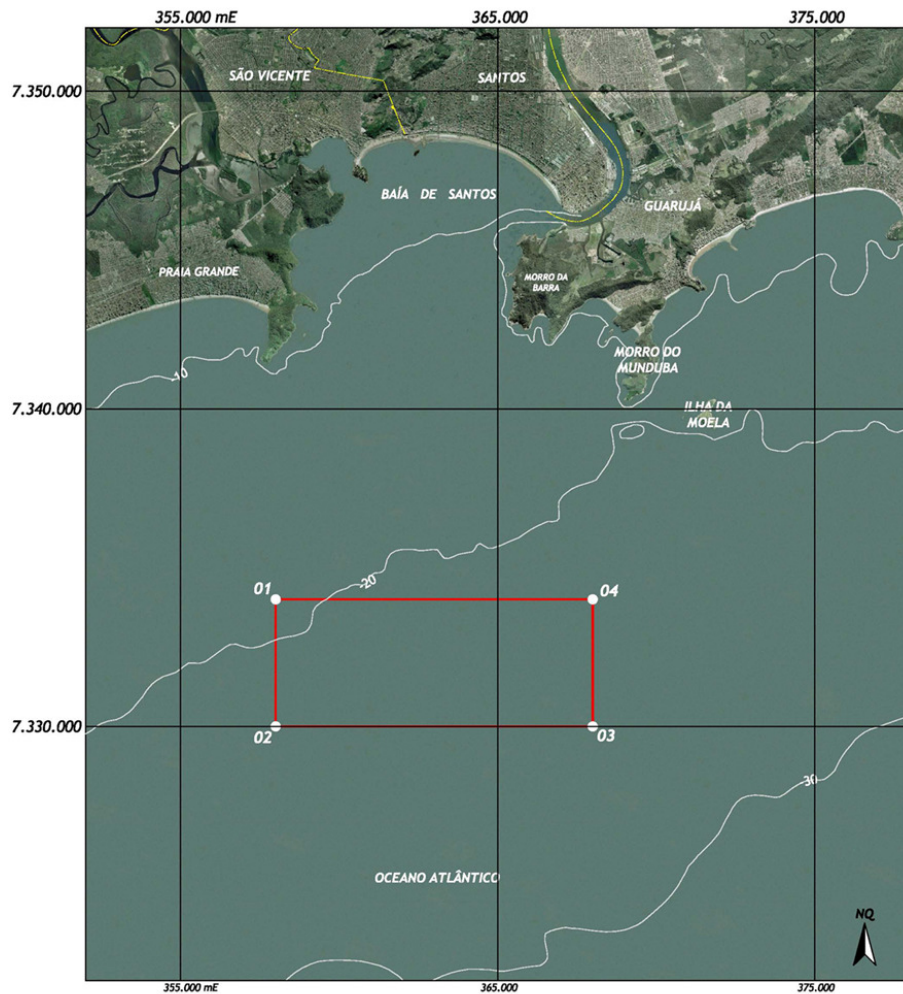 355.000 mE
365.000
375.000
7.350.000
SÃO VICENTE
SANTOS
BAÍA DE SANTOS
GUARUJÁ
PRAIA GRANDE
MORRO DA
BARRA
MORRO DO
MUNDUBA
-10
7.340.000
ILHA DA
MOELA
-20
01
04
7.330.000
02
03
-30
OCEANO ATLÂNTICO
NQ
355.000 mE
365.000
375.000